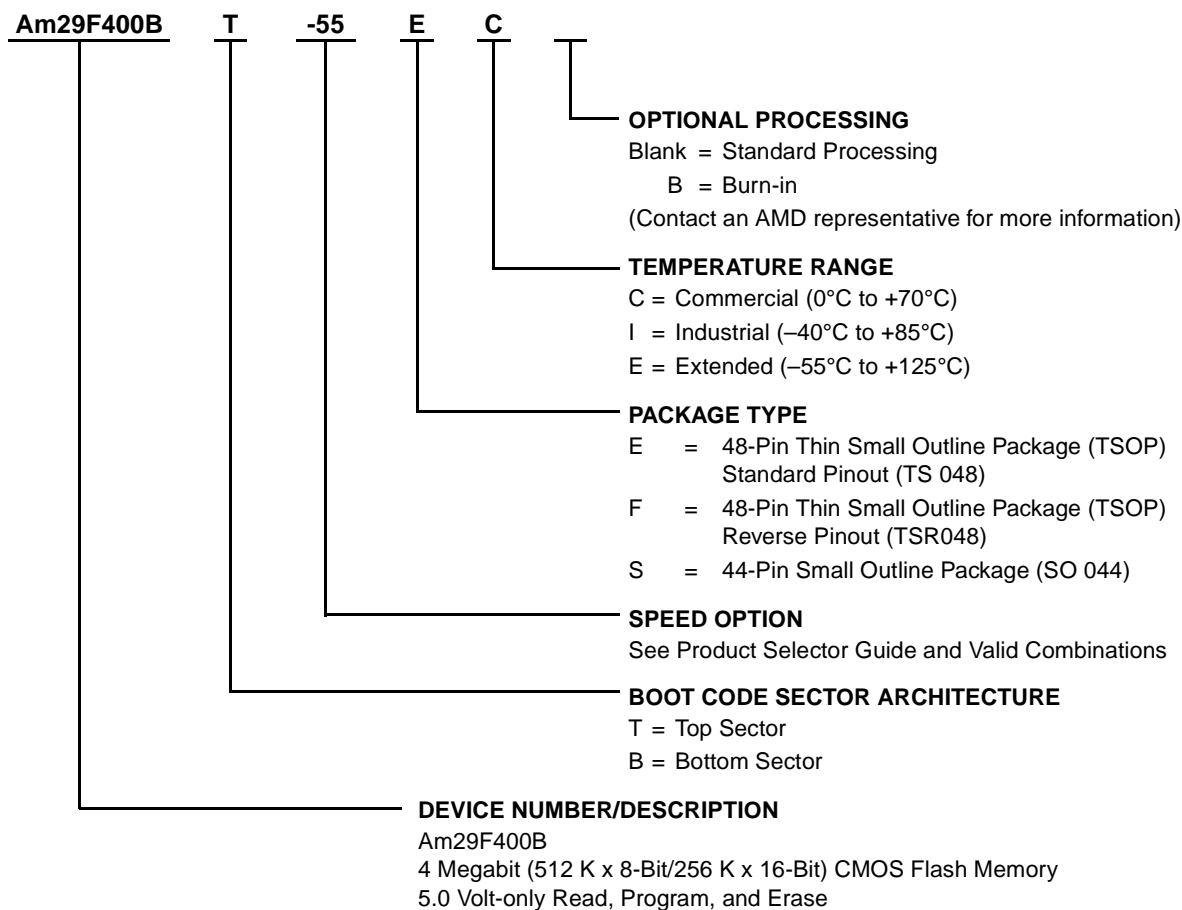 Am29F400B T -55 E C
OPTIONAL PROCESSING
Blank = Standard Processing
B = Burn-in
(Contact an AMD representative for more information)
TEMPERATURE RANGE
C = Commercial (0°C to +70°C)
I = Industrial (–40°C to +85°C)
E = Extended (–55°C to +125°C)
PACKAGE TYPE
E = 48-Pin Thin Small Outline Package (TSOP)
Standard Pinout (TS 048)
F = 48-Pin Thin Small Outline Package (TSOP)
Reverse Pinout (TSR048)
S = 44-Pin Small Outline Package (SO 044)
SPEED OPTION
See Product Selector Guide and Valid Combinations
BOOT CODE SECTOR ARCHITECTURE
T = Top Sector
B = Bottom Sector
DEVICE NUMBER/DESCRIPTION
Am29F400B
4 Megabit (512 K x 8-Bit/256 K x 16-Bit) CMOS Flash Memory
5.0 Volt-only Read, Program, and Erase